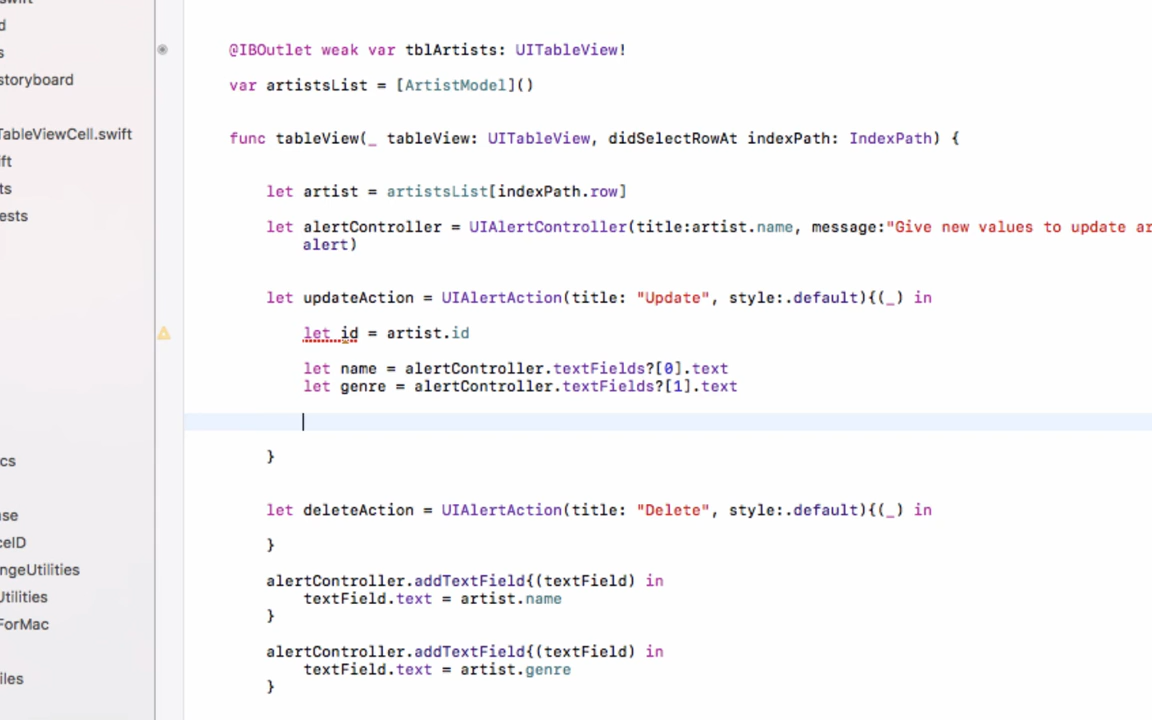 d
s
storyboard
TableViewCell.swift
ft
ts
ests
cs
se
ceID
ngeUtilities
Utilities
ForMac
iles
@IBOutlet weak var tblArtists: UITableView!
var artistsList = [ArtistModel]()
func tableView(_ tableView: UITableView, didSelectRowAt indexPath: IndexPath) {
let artist = artistsList[indexPath.row]
let alertController = UIAlertController(title:artist.name, message:"Give new values to update ar
alert)
let updateAction = UIAlertAction(title: "Update", style:.default){(_) in
let id = artist.id
let name = alertController.textFields?[0].text
let genre = alertController.textFields?[1].text
}
let deleteAction = UIAlertAction(title: "Delete", style:.default){(_) in
}
alertController.addTextField{(textField) in
textField.text = artist.name
}
alertController.addTextField{(textField) in
textField.text = artist.genre
}